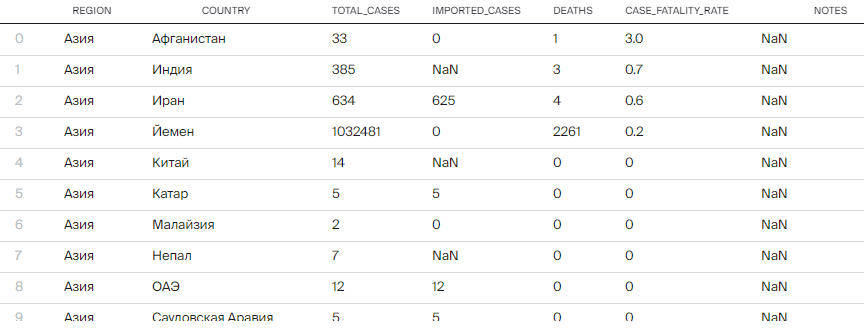 REGION COUNTRY TOTAL_CASES IMPORTED_CASES DEATHS CASE_FATALITY_RATE NOTES
0 Азия Афганистан 33 0 1 3.0 NaN
1 Азия Индия 385 NaN 3 0.7 NaN
2 Азия Иран 634 625 4 0.6 NaN
3 Азия Йемен 1032481 0 2261 0.2 NaN
4 Азия Китай 14 NaN 0 0 NaN
5 Азия Катар 5 5 0 0 NaN
6 Азия Малайзия 2 0 0 0 NaN
7 Азия Непал 7 NaN 0 0 NaN
8 Азия ОАЭ 12 12 0 0 NaN
9 Азия Саудовская Аравия 5 5 0 0 NaN